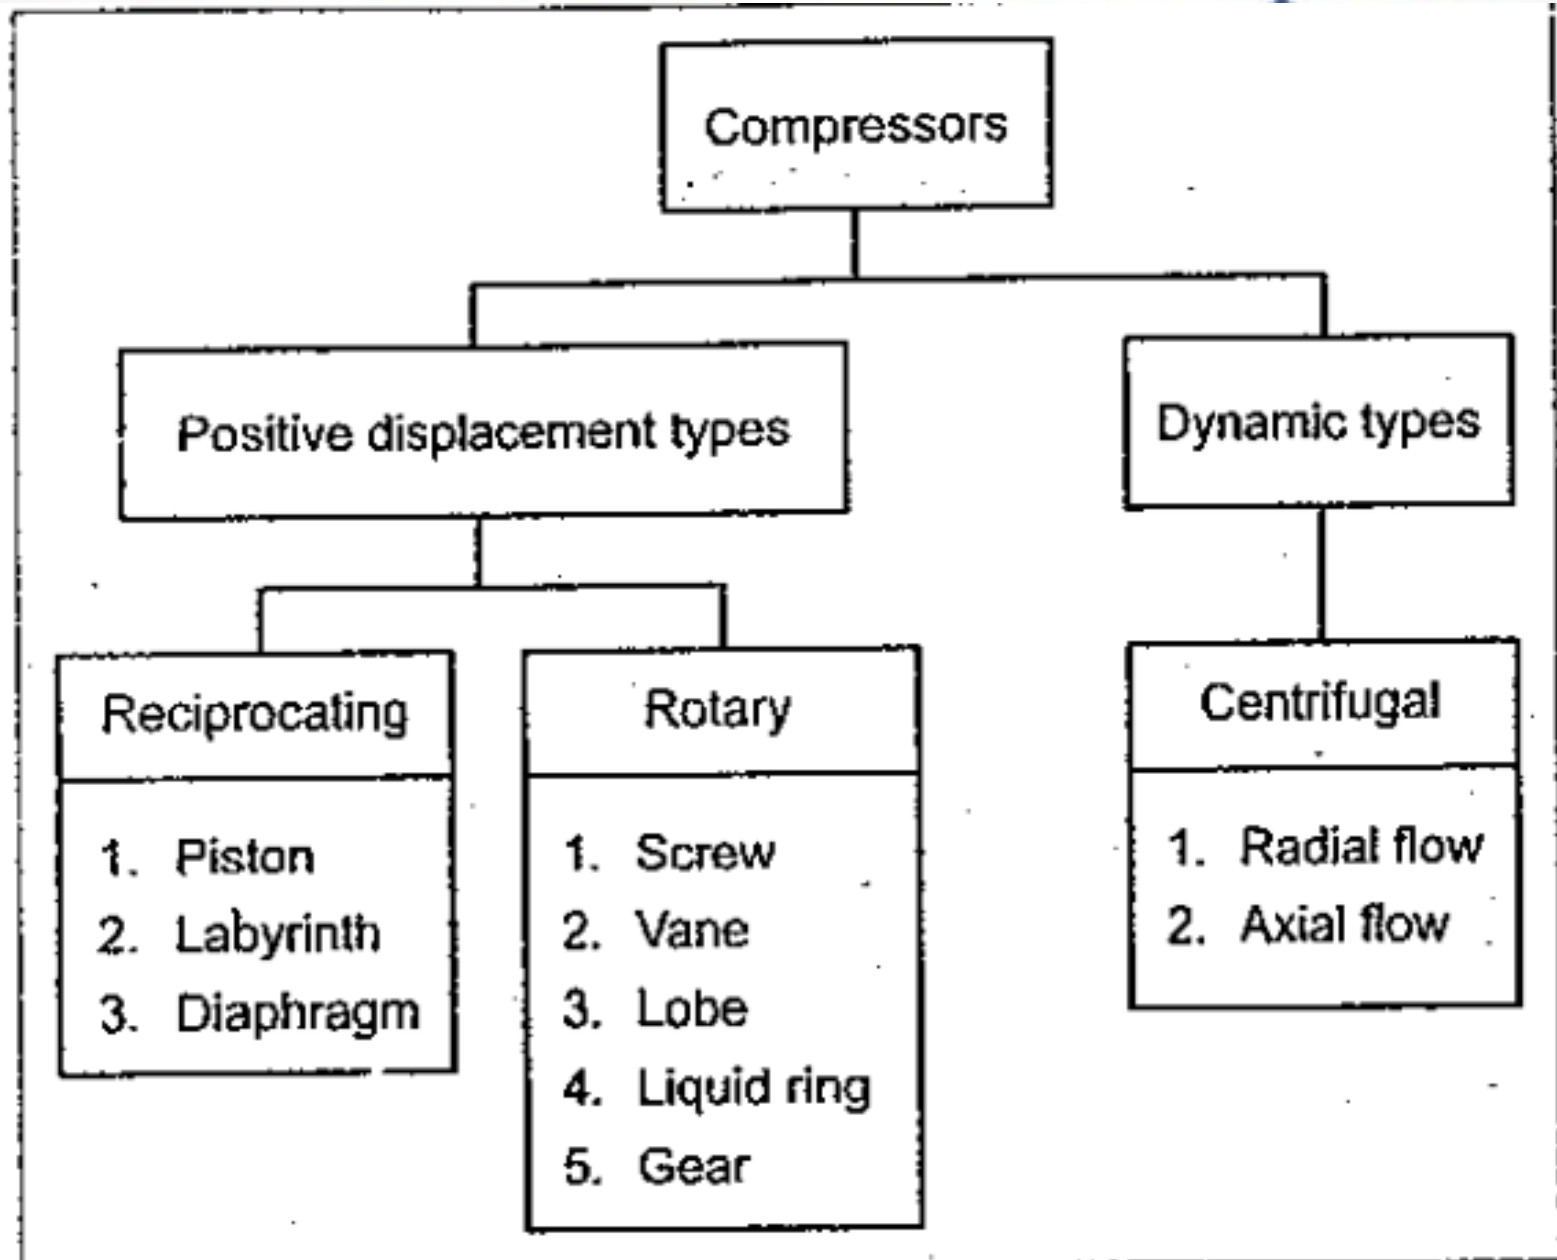 Compressors
Positive displacement types
Dynamic types
Reciprocating
1. Piston
2. Labyrinth
3. Diaphragm
Rotary
1. Screw
2. Vane
3. Lobe
4. Liquid ring
5. Gear
Centrifugal
1. Radial flow
2. Axial flow